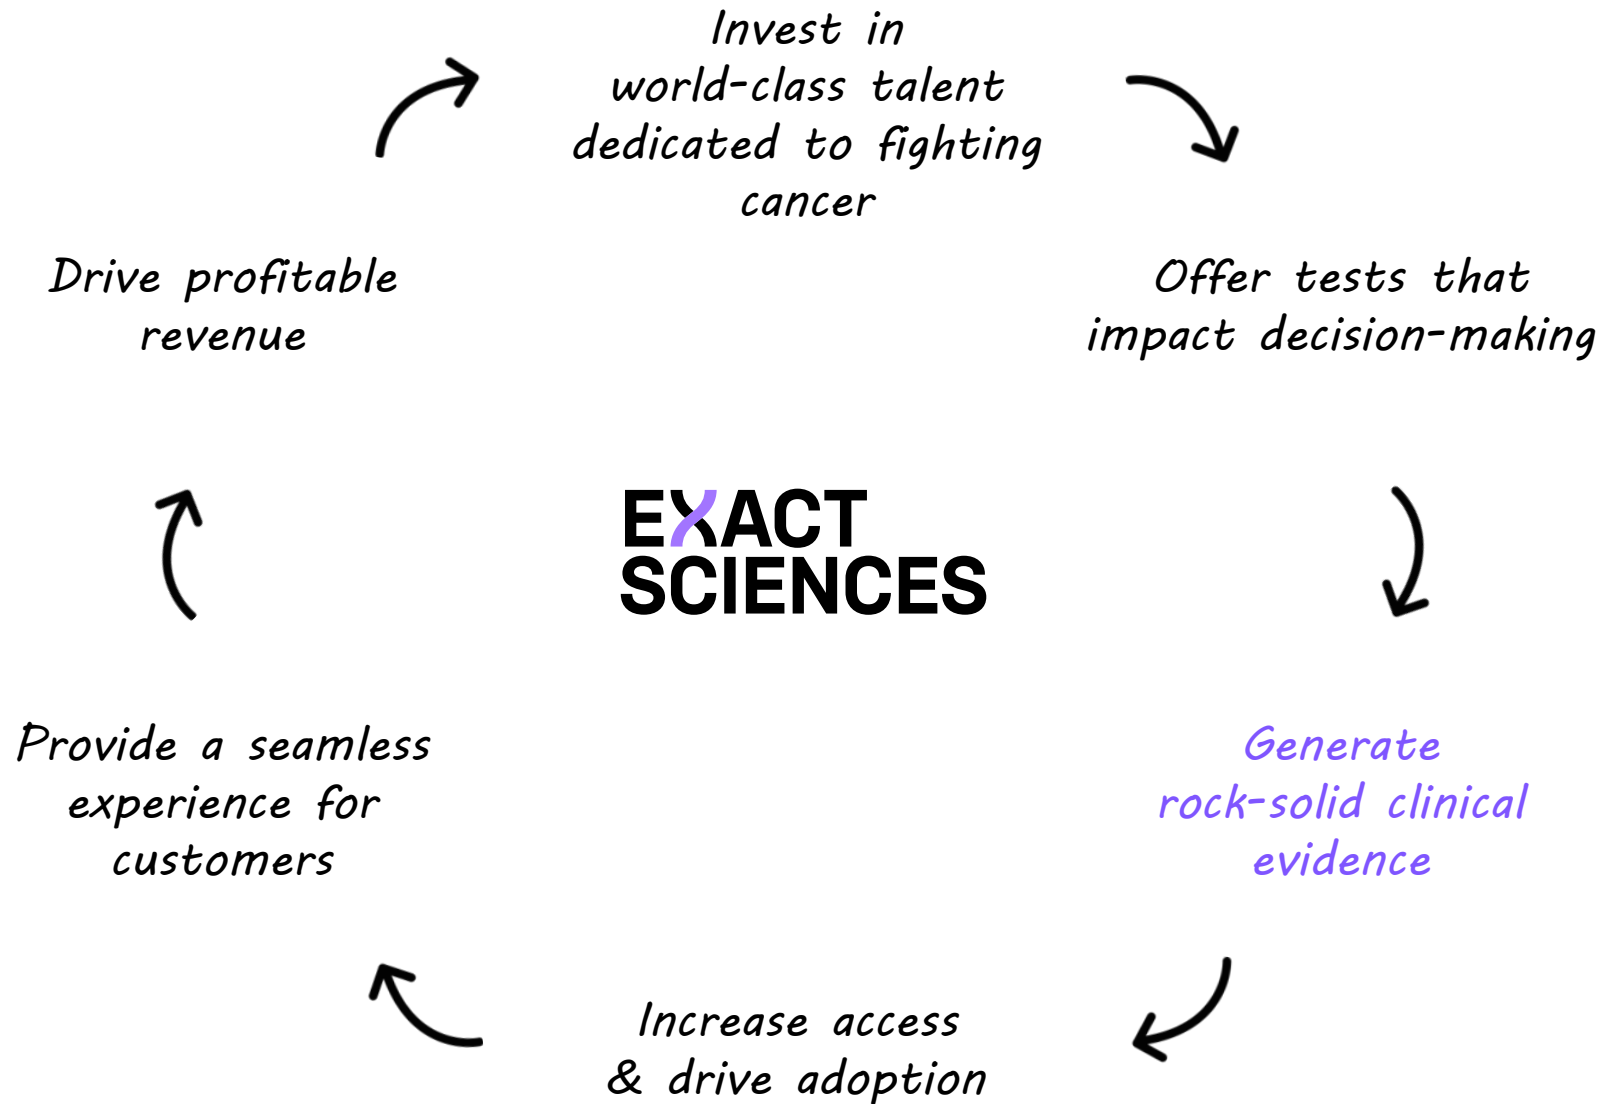 Invest in
world-class talent
dedicated to fighting
cancer
Offer tests that
impact decision-making
Generate
rock-solid clinical
evidence
Increase access
& drive adoption
Provide a seamless
experience for
customers
Drive profitable
revenue
EXACT
SCIENCES